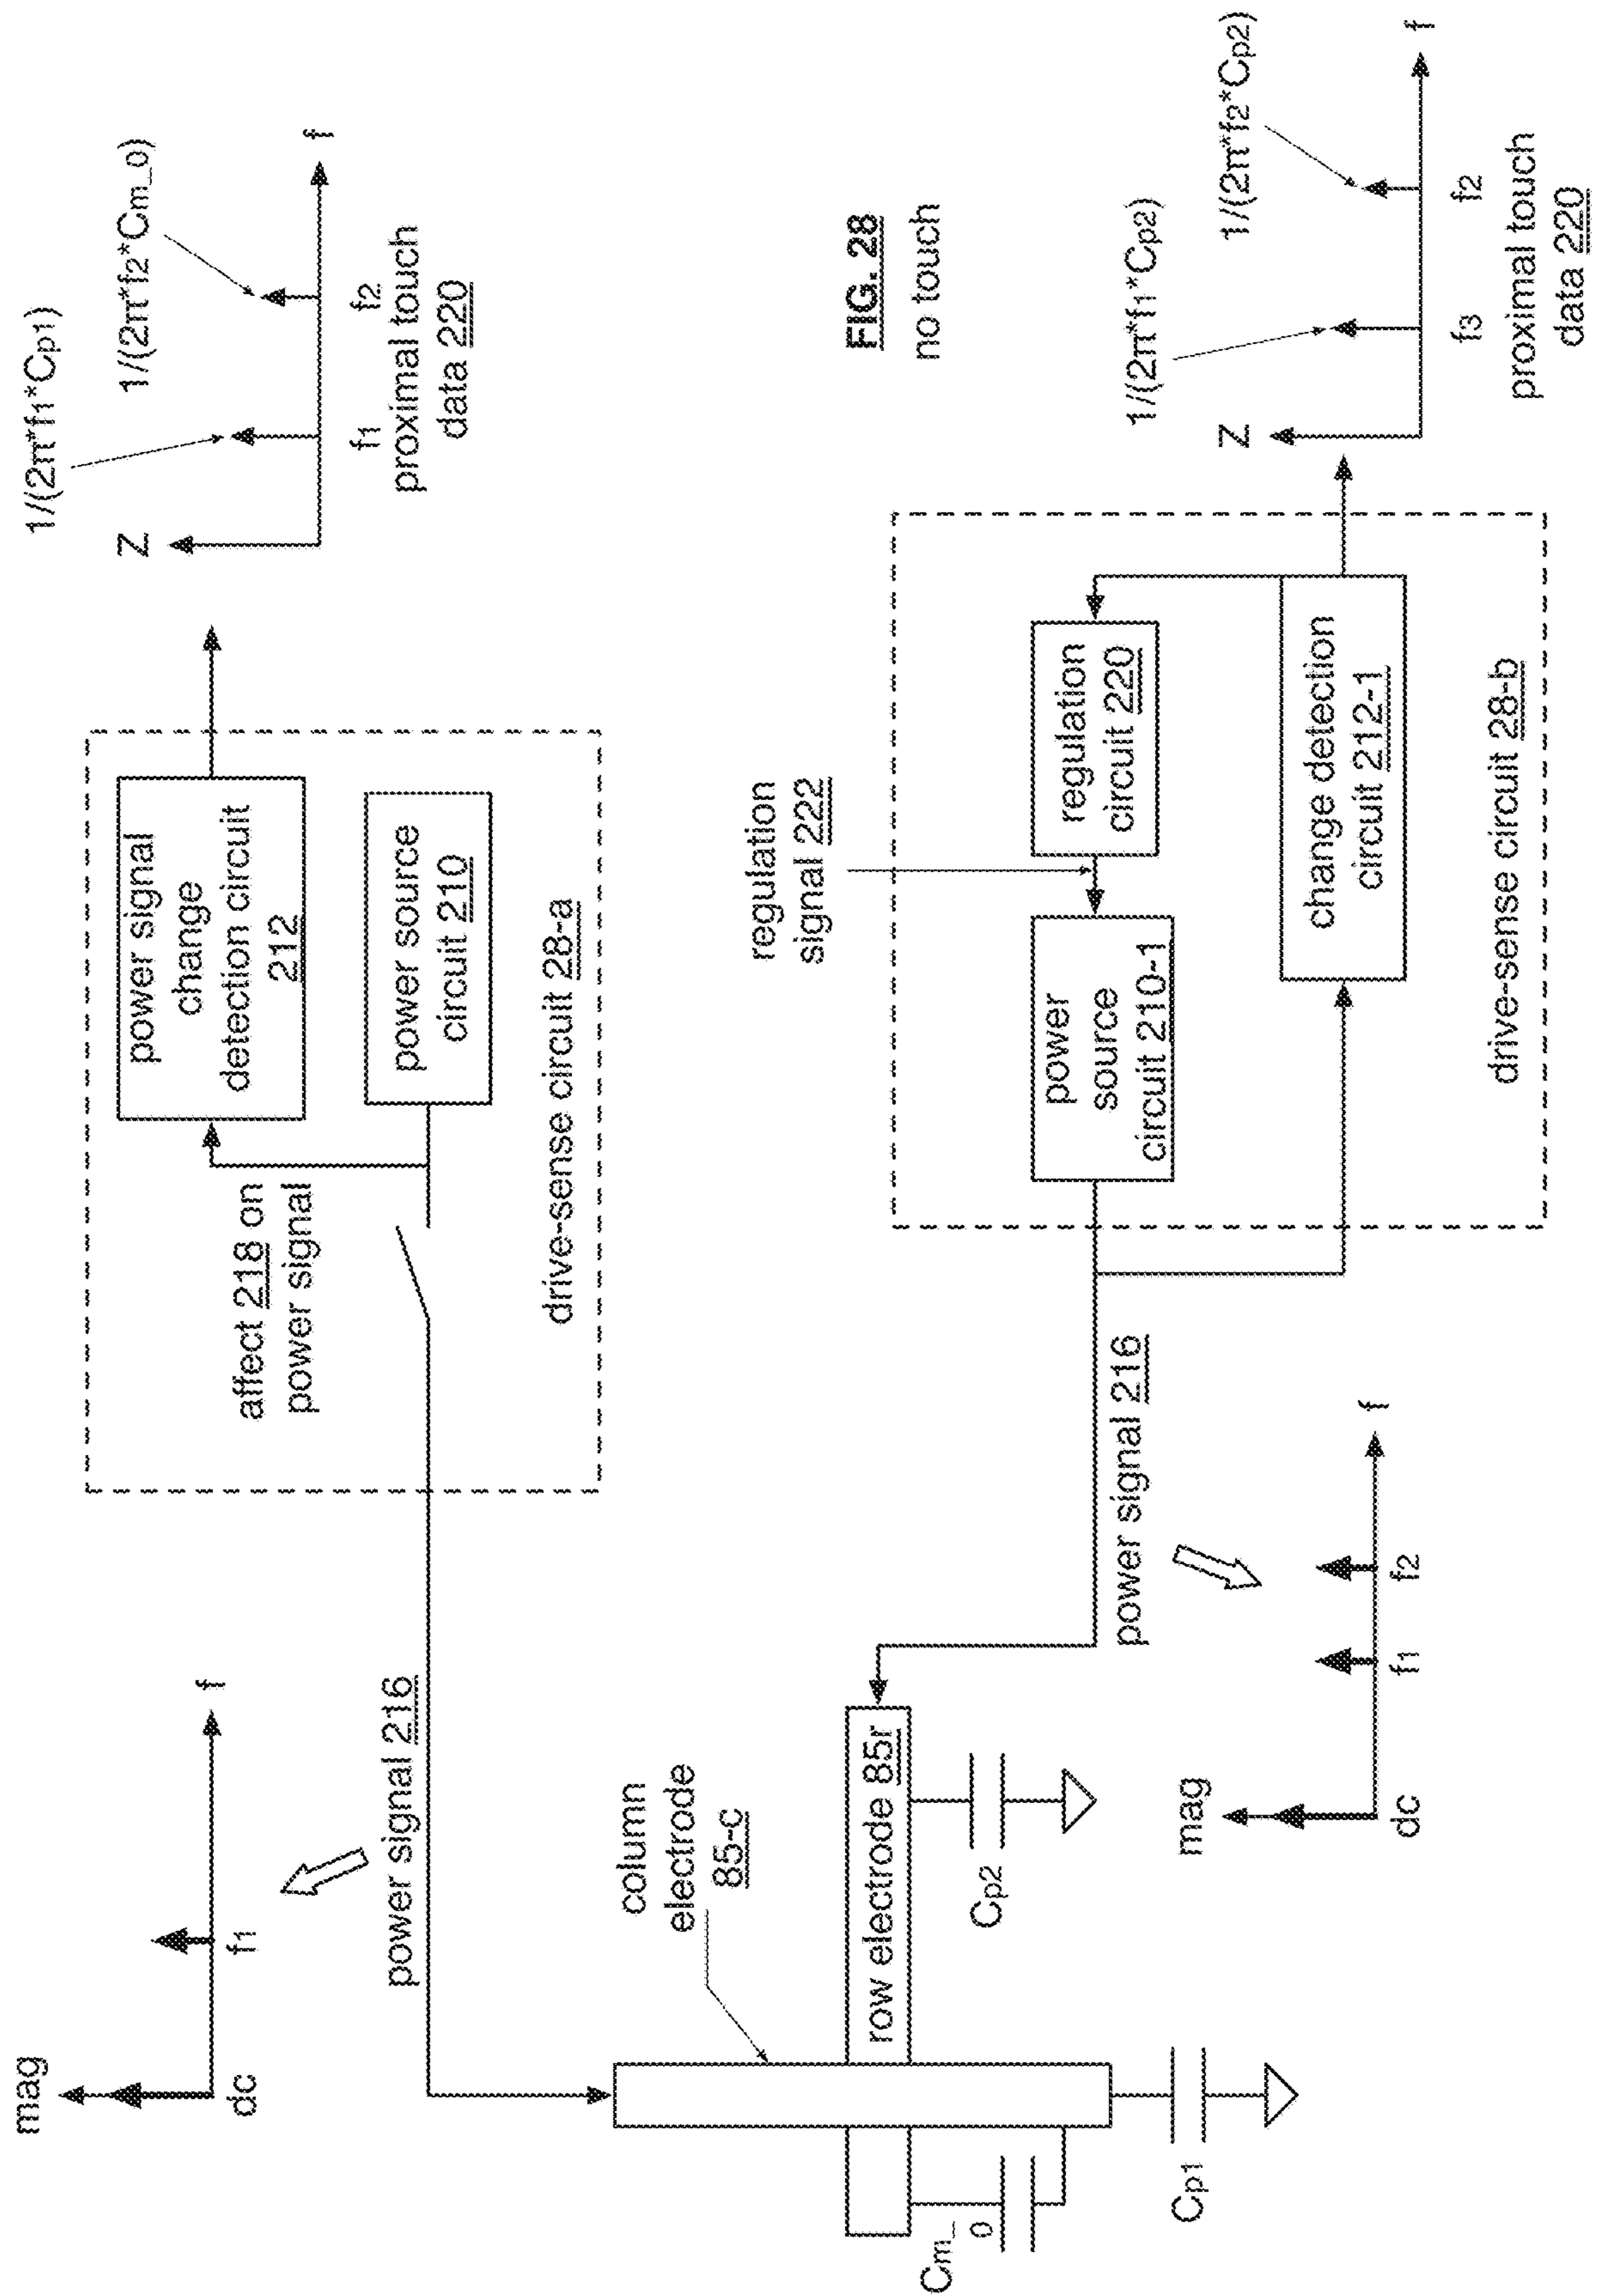 mag
dc
f1
f
power signal 216
affect 218 on
power signal
power signal
change
detection circuit
212
power source
circuit 210
drive-sense circuit 28-a
Z
1/(2π*f1*Cp1)
1/(2π*f2*Cm_0)
f
f1
f2
proximal touch
data 220
column
electrode
85-c
row electrode 85r
Cm_
0
Cp1
Cp2
power signal 216
mag
dc
f1
f2
f
regulation
signal 222
power
source
circuit 210-1
regulation
circuit 220
change detection
circuit 212-1
drive-sense circuit 28-b
FIG. 28
no touch
Z
1/(2π*f1*Cp2)
1/(2π*f2*Cp2)
f
f3
f2
proximal touch
data 220